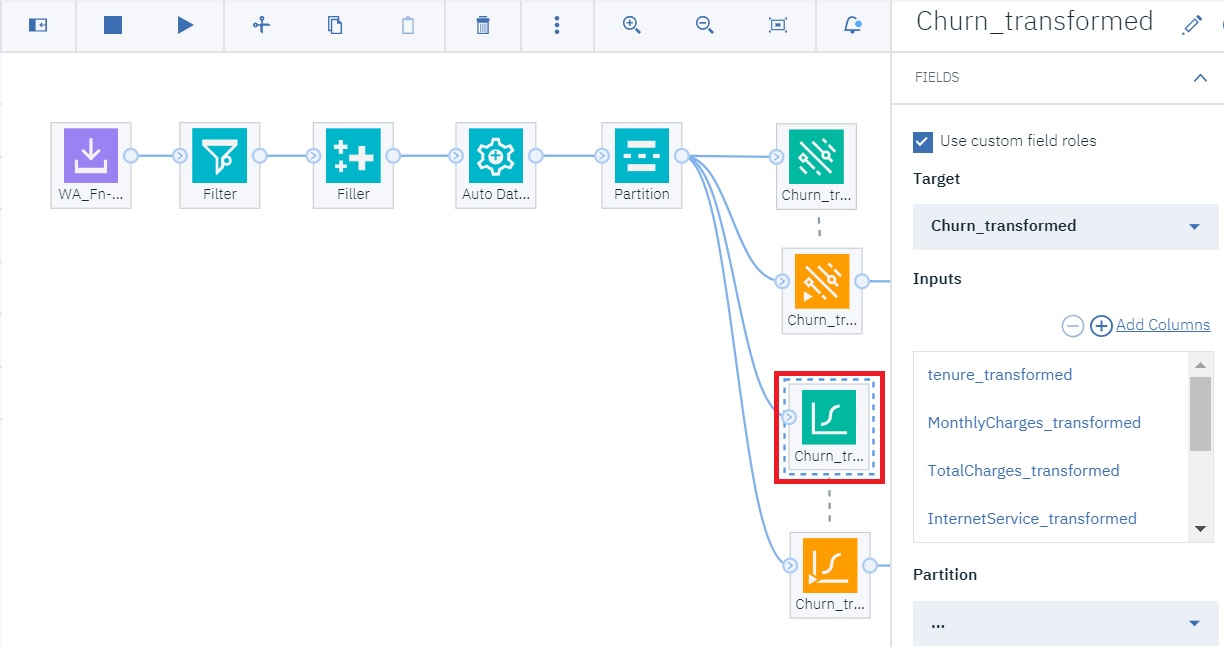 Churn_transformed
FIELDS
Use custom field roles
Target
Churn_transformed
Inputs
Add Columns
tenure_transformed
MonthlyCharges_transformed
TotalCharges_transformed
InternetService_transformed
Partition
...
WA_Fn-...
Filter
Filler
Auto Dat...
Partition
Churn_tr...
Churn_tr...
Churn_tr...
Churn_tr...